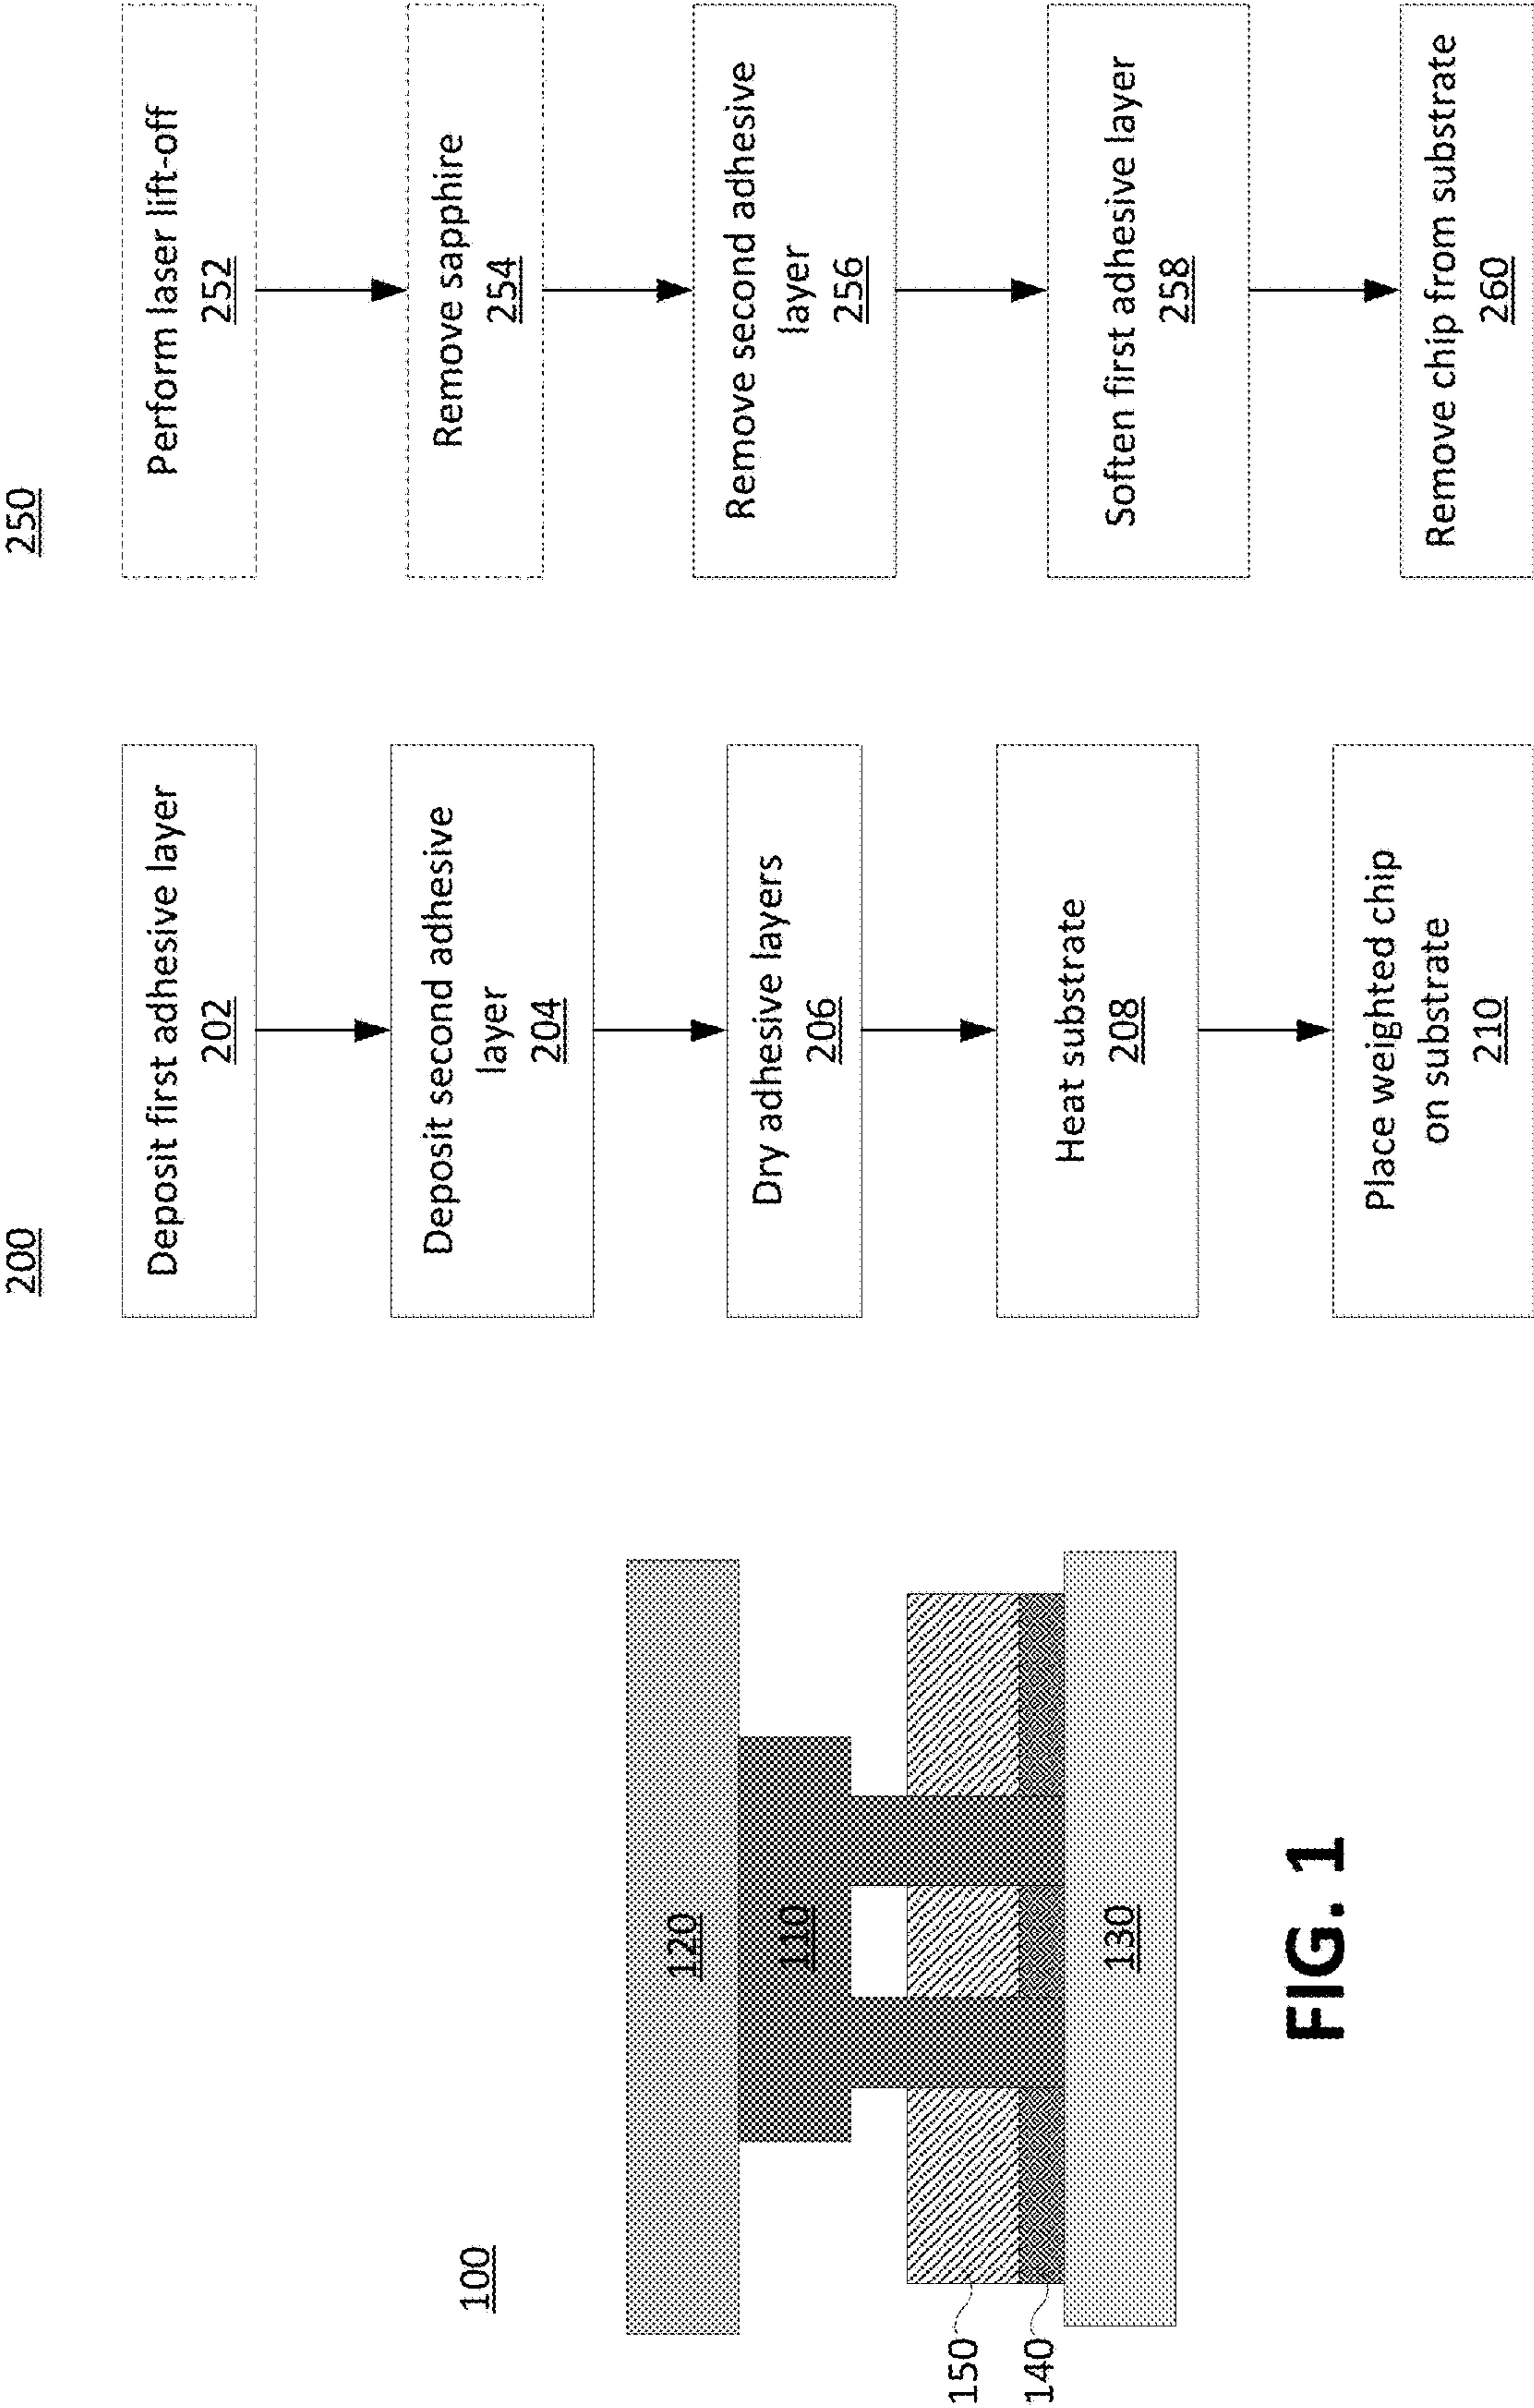 100
120
110
150
140
130
FIG. 1
200
Deposit first adhesive layer
202
Deposit second adhesive
layer
204
Dry adhesive layers
206
Heat substrate
208
Place weighted chip
on substrate
210
250
Perform laser lift-off
252
Remove sapphire
254
Remove second adhesive
layer
256
Soften first adhesive layer
258
Remove chip from substrate
260